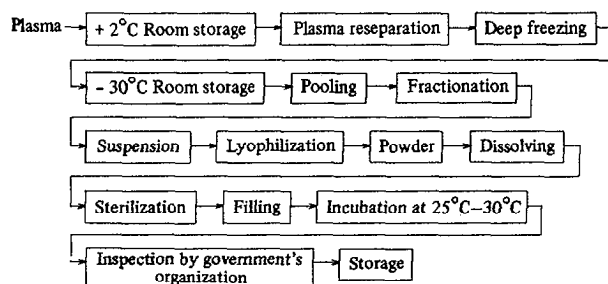 Plasma + 2°C Room storage Plasma reseparation Deep freezing
- 30°C Room storage Pooling Fractionation
Suspension Lyophilization Powder Dissolving
Sterilization Filling Incubation at 25°C–30°C
Inspection by government's organization Storage